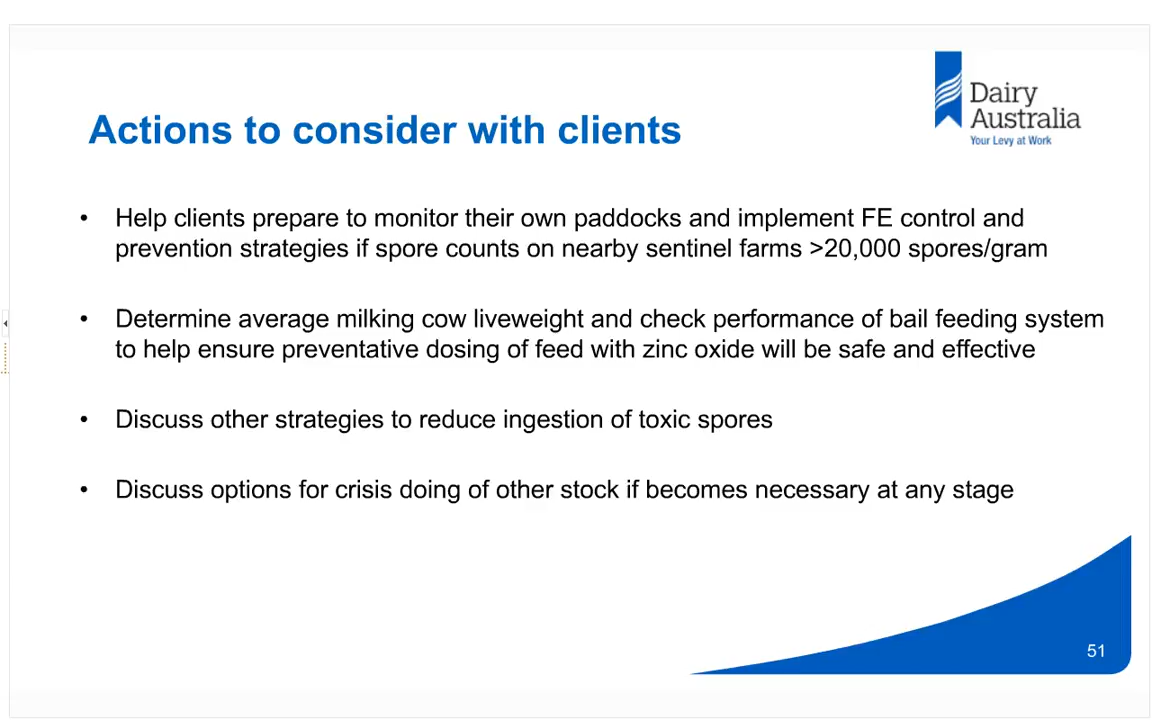 Dairy
Australia
Your Levy at Work
Actions to consider with clients
• Help clients prepare to monitor their own paddocks and implement FE control and
prevention strategies if spore counts on nearby sentinel farms >20,000 spores/gram
• Determine average milking cow liveweight and check performance of bail feeding system
to help ensure preventative dosing of feed with zinc oxide will be safe and effective
• Discuss other strategies to reduce ingestion of toxic spores
• Discuss options for crisis doing of other stock if becomes necessary at any stage
51